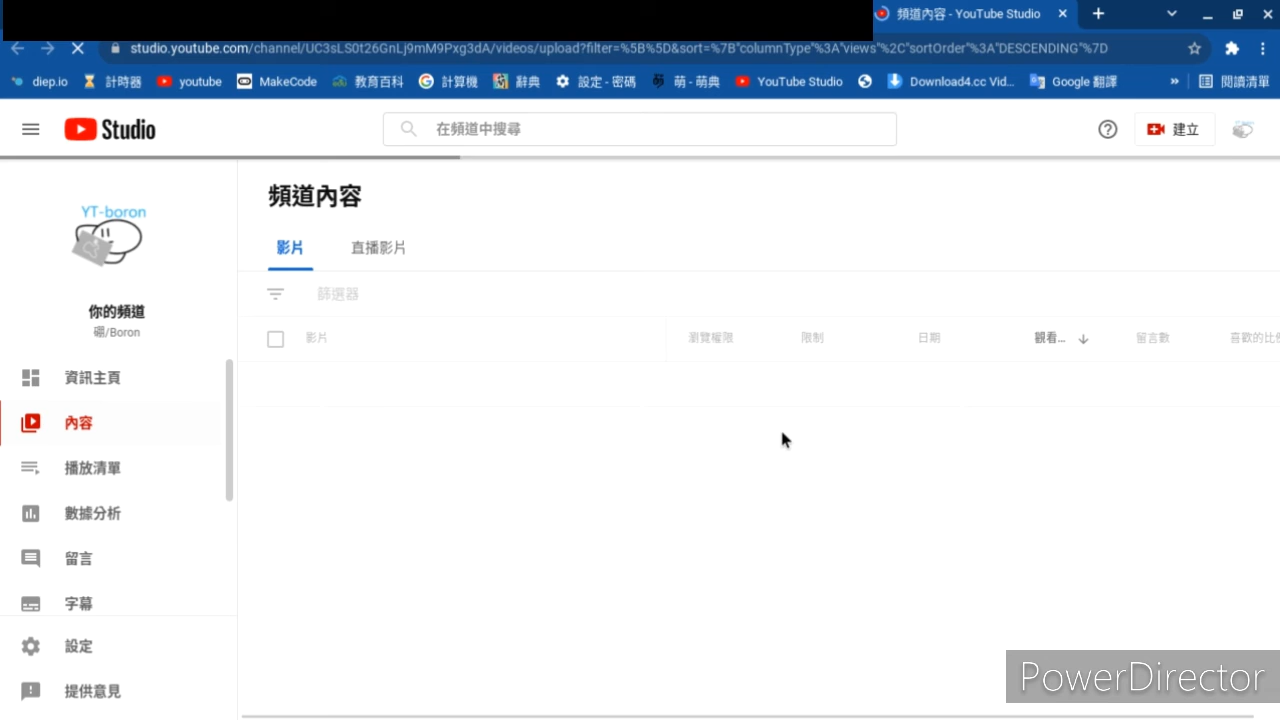 頻道內容 - YouTube Studio
studio.youtube.com/channel/UC3sLS0t26GnLj9mM9Pxg3dA/videos/upload?filter=%5B%5D&sort=%7B"columnType"%3A"views"%2C"sortOrder"%3A"DESCENDING"%7D
diep.io 計時器 youtube MakeCode 教育百科 計算機 辭典 設定 - 密碼 萌 - 萌典 YouTube Studio Download4.cc Vid... Google 翻譯 » 閱讀清單
Studio 在頻道中搜尋 建立
YT-boron
你的頻道
硼/Boron
資訊主頁
內容
播放清單
數據分析
留言
字幕
設定
提供意見
頻道內容
影片 直播影片
篩選器
影片 瀏覽權限 限制 日期 觀看... 留言數 喜歡的比
PowerDirector